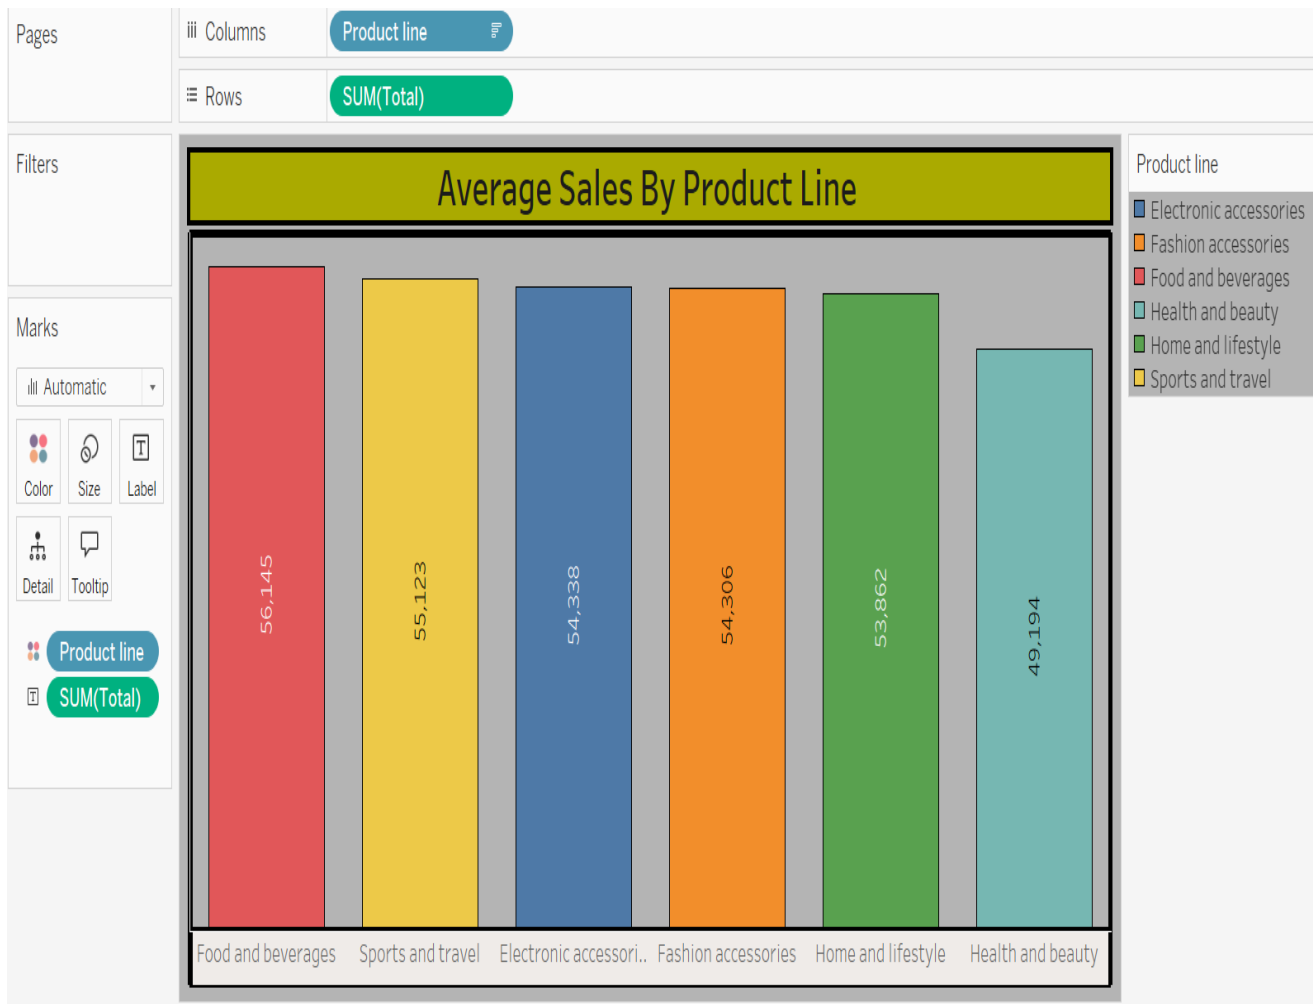 Pages
Columns
Product line
Rows
SUM(Total)
Filters
Marks
Automatic
Color
Size
Label
Detail
Tooltip
Product line
SUM(Total)
Average Sales By Product Line
56,145
55,123
54,338
54,306
53,862
49,194
Food and beverages
Sports and travel
Electronic accessori..
Fashion accessories
Home and lifestyle
Health and beauty
Product line
Electronic accessories
Fashion accessories
Food and beverages
Health and beauty
Home and lifestyle
Sports and travel